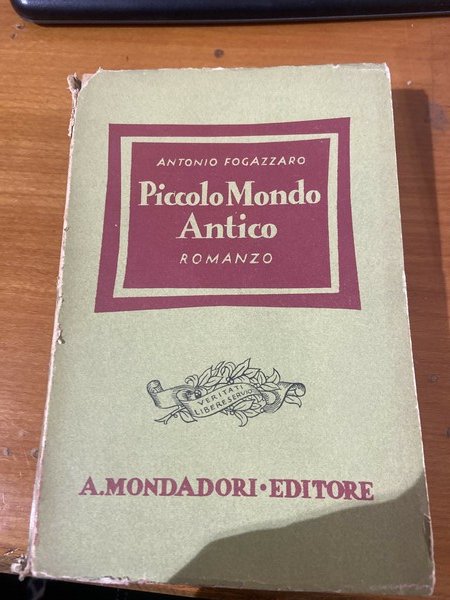 ANTONIO FOGAZZARO
Piccolo Mondo
Antico
ROMANZO
VERITATI
LIBERE SERVIO
A. MONDADORI · EDITORE